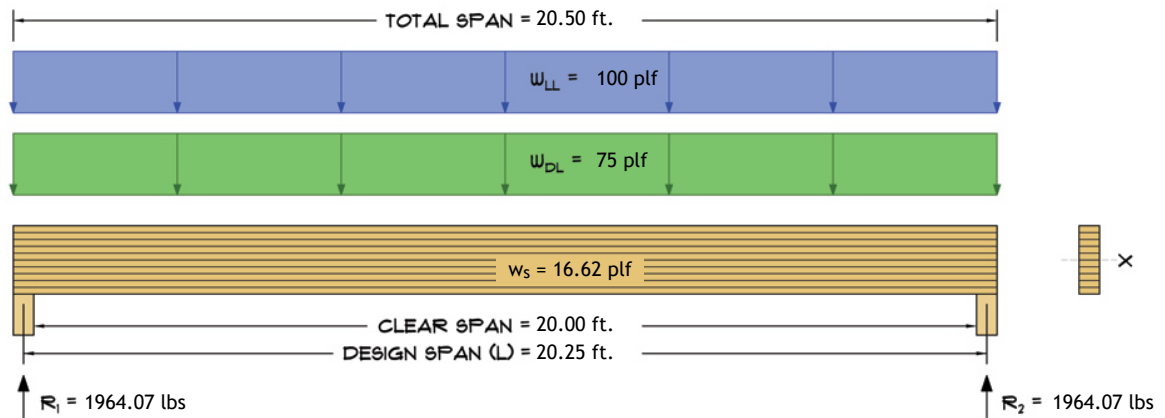 TOTAL SPAN = 20.50 ft.
WLL = 100 plf
WDL = 75 plf
ws = 16.62 plf
X
CLEAR SPAN = 20.00 ft.
DESIGN SPAN (L) = 20.25 ft.
R1 = 1964.07 lbs
R2 = 1964.07 lbs